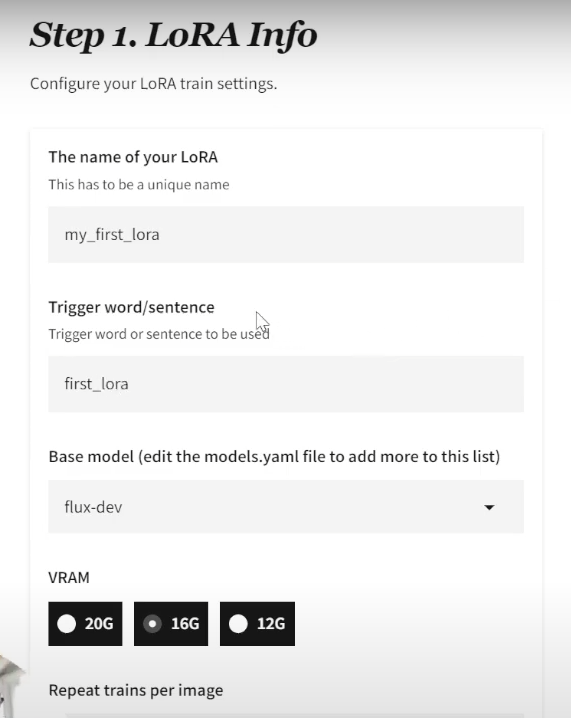 Step 1. LoRA Info
Configure your LoRA train settings.
The name of your LoRA
This has to be a unique name
my_first_lora
Trigger word/sentence
Trigger word or sentence to be used
first_lora
Base model (edit the models.yaml file to add more to this list)
flux-dev
VRAM
20G 16G 12G
Repeat trains per image